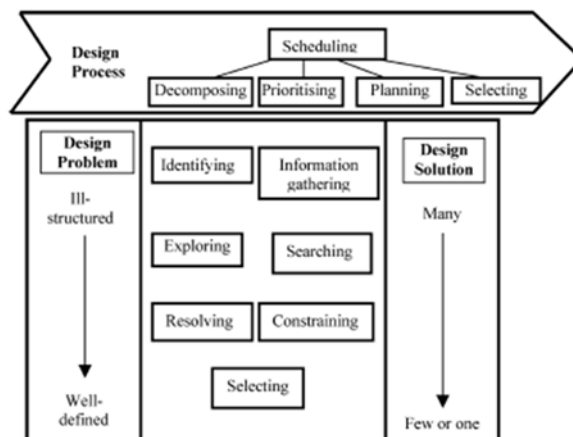 Scheduling
Design
Process
Decomposing
Prioritising
Planning
Selecting
Design
Problem
Ill-
structured
Well-
defined
Identifying
Information
gathering
Exploring
Searching
Resolving
Constraining
Selecting
Design
Solution
Many
Few or one